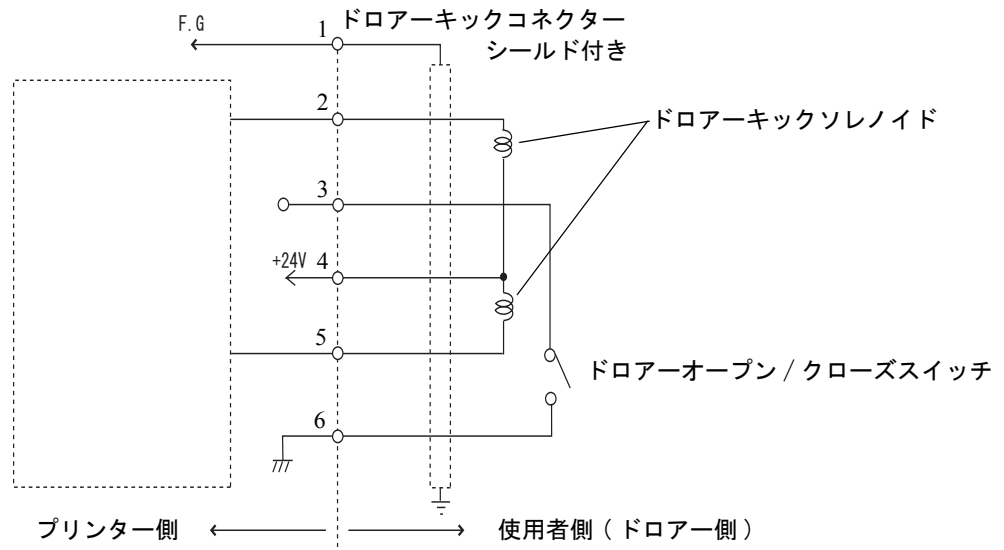 F.G
1
ドロアーキックコネクター
シールド付き
2
ドロアーキックソレノイド
3
+24V
4
5
ドロアーオープン / クローズスイッチ
6
プリンター側
使用者側 ( ドロアー側 )